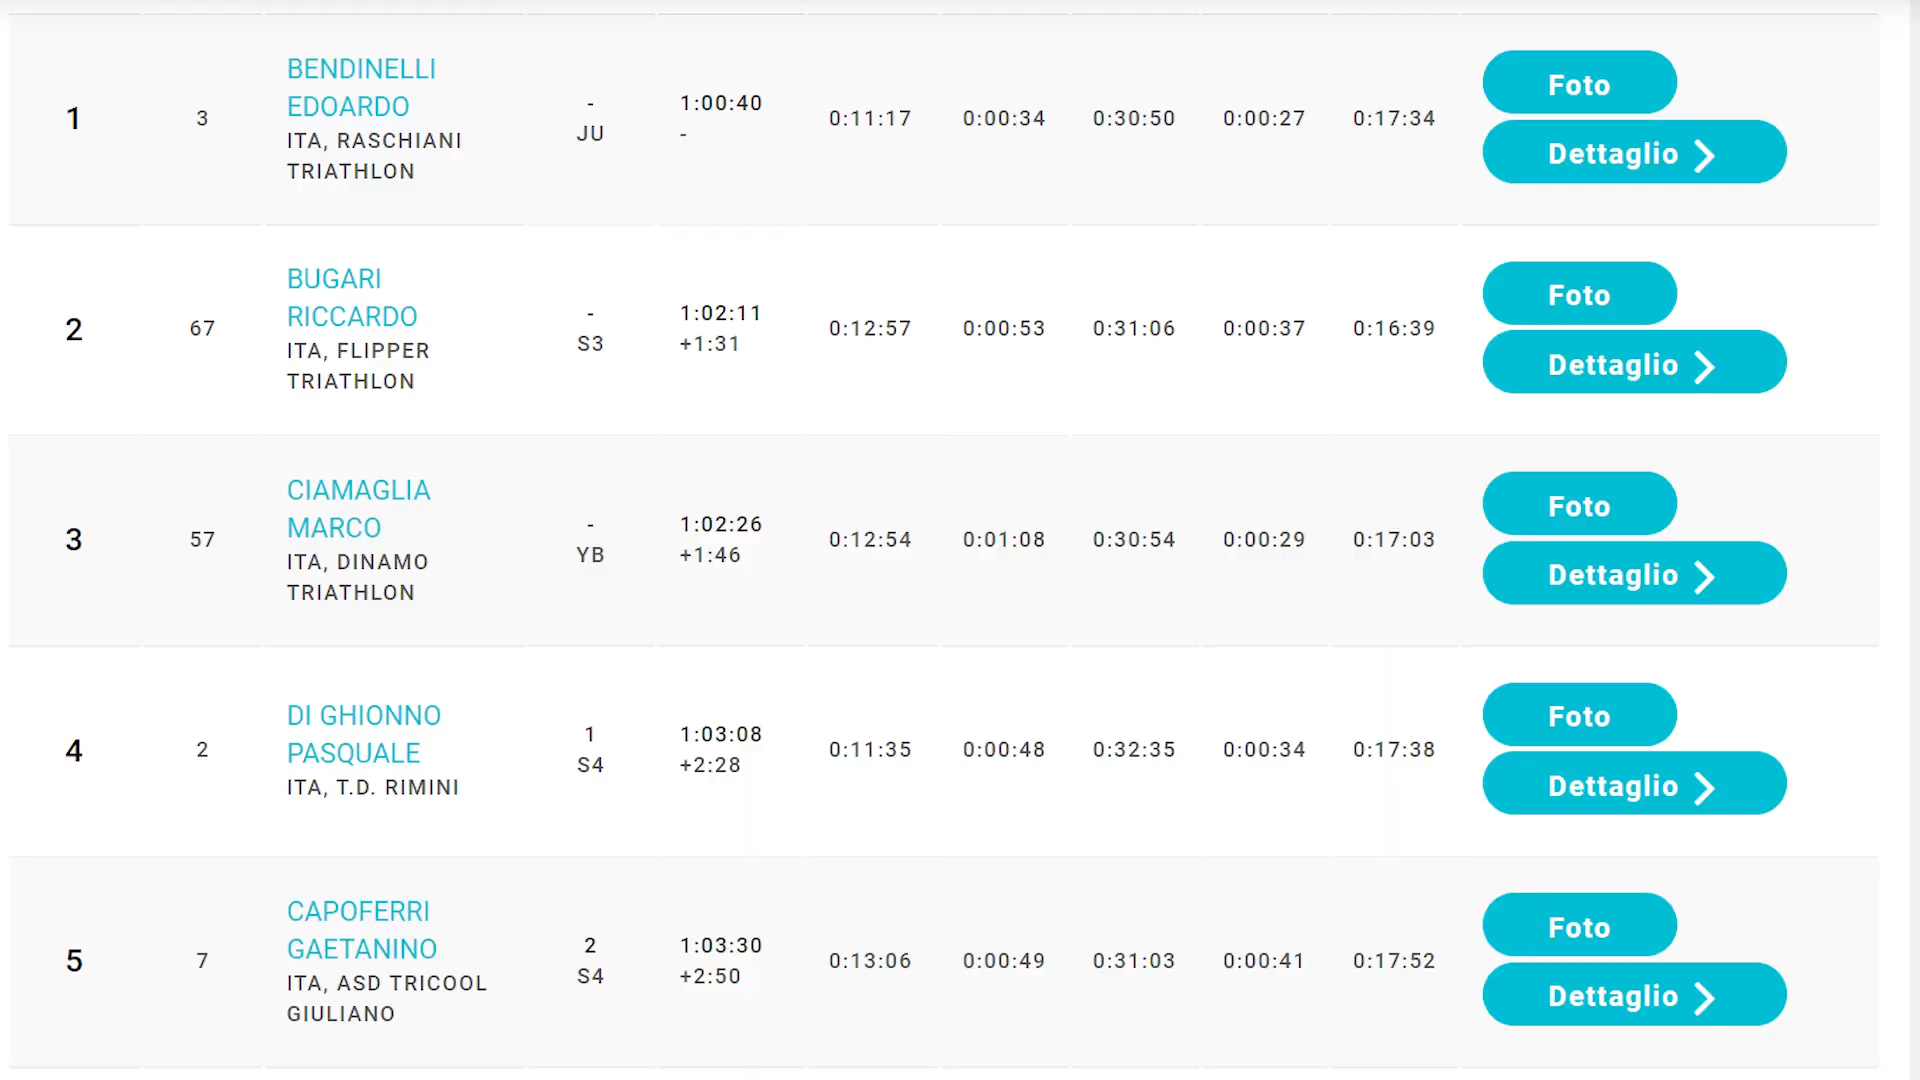 1
3
BENDINELLI
EDOARDO
ITA, RASCHIANI
TRIATHLON
-
JU
1:00:40
-
0:11:17
0:00:34
0:30:50
0:00:27
0:17:34
Foto
Dettaglio
2
67
BUGARI
RICCARDO
ITA, FLIPPER
TRIATHLON
-
S3
1:02:11
+1:31
0:12:57
0:00:53
0:31:06
0:00:37
0:16:39
Foto
Dettaglio
3
57
CIAMAGLIA
MARCO
ITA, DINAMO
TRIATHLON
-
YB
1:02:26
+1:46
0:12:54
0:01:08
0:30:54
0:00:29
0:17:03
Foto
Dettaglio
4
2
DI GHIONNO
PASQUALE
ITA, T.D. RIMINI
1
S4
1:03:08
+2:28
0:11:35
0:00:48
0:32:35
0:00:34
0:17:38
Foto
Dettaglio
5
7
CAPOFERRI
GAETANINO
ITA, ASD TRICOOL
GIULIANO
2
S4
1:03:30
+2:50
0:13:06
0:00:49
0:31:03
0:00:41
0:17:52
Foto
Dettaglio